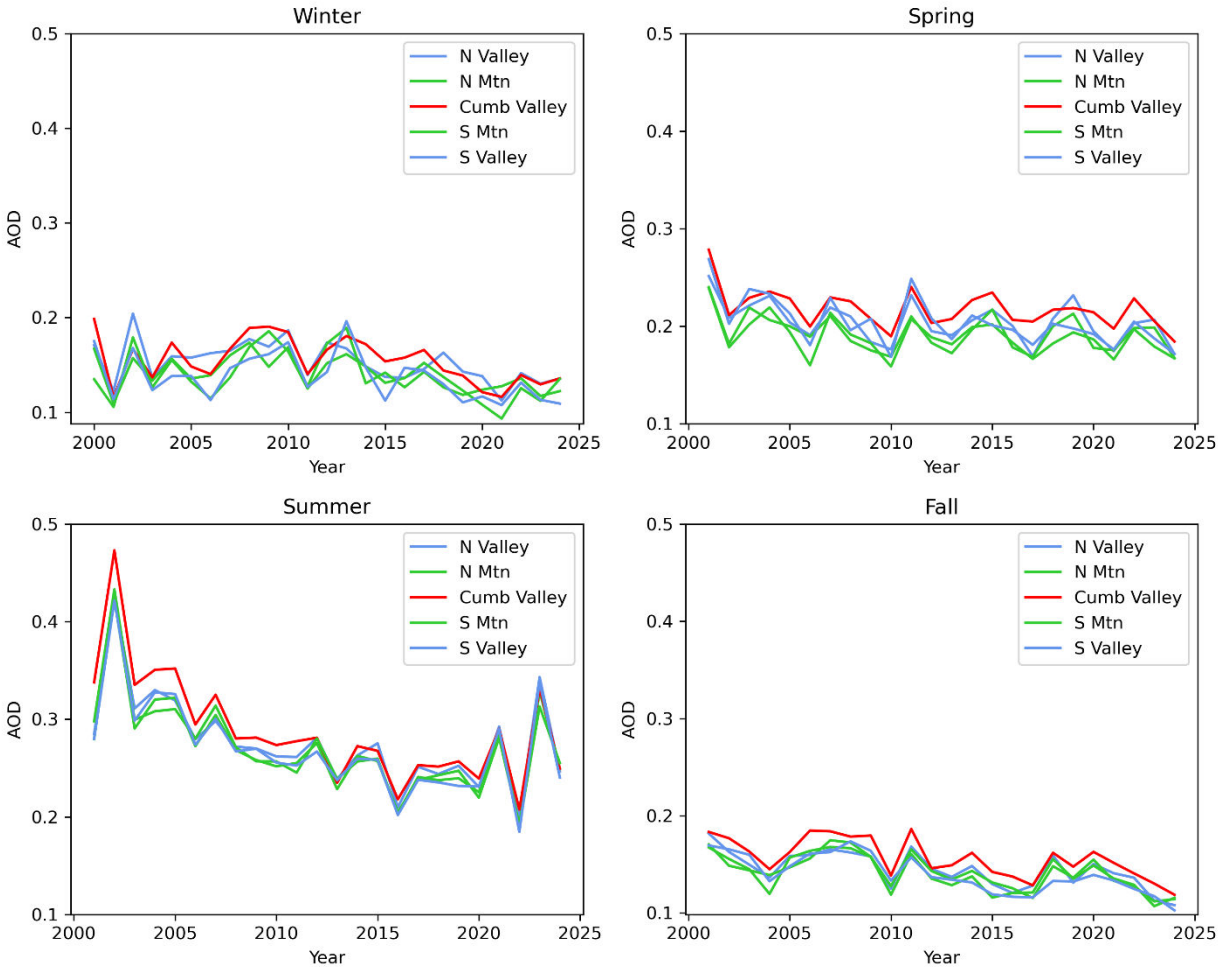 Winter
0.5
0.4
0.3
0.2
0.1
AOD
2000
2005
2010
2015
2020
2025
Year
N Valley
N Mtn
Cumb Valley
S Mtn
S Valley
Spring
0.5
0.4
0.3
0.2
0.1
AOD
2000
2005
2010
2015
2020
2025
Year
N Valley
N Mtn
Cumb Valley
S Mtn
S Valley
Summer
0.5
0.4
0.3
0.2
0.1
AOD
2000
2005
2010
2015
2020
2025
Year
N Valley
N Mtn
Cumb Valley
S Mtn
S Valley
Fall
0.5
0.4
0.3
0.2
0.1
AOD
2000
2005
2010
2015
2020
2025
Year
N Valley
N Mtn
Cumb Valley
S Mtn
S Valley